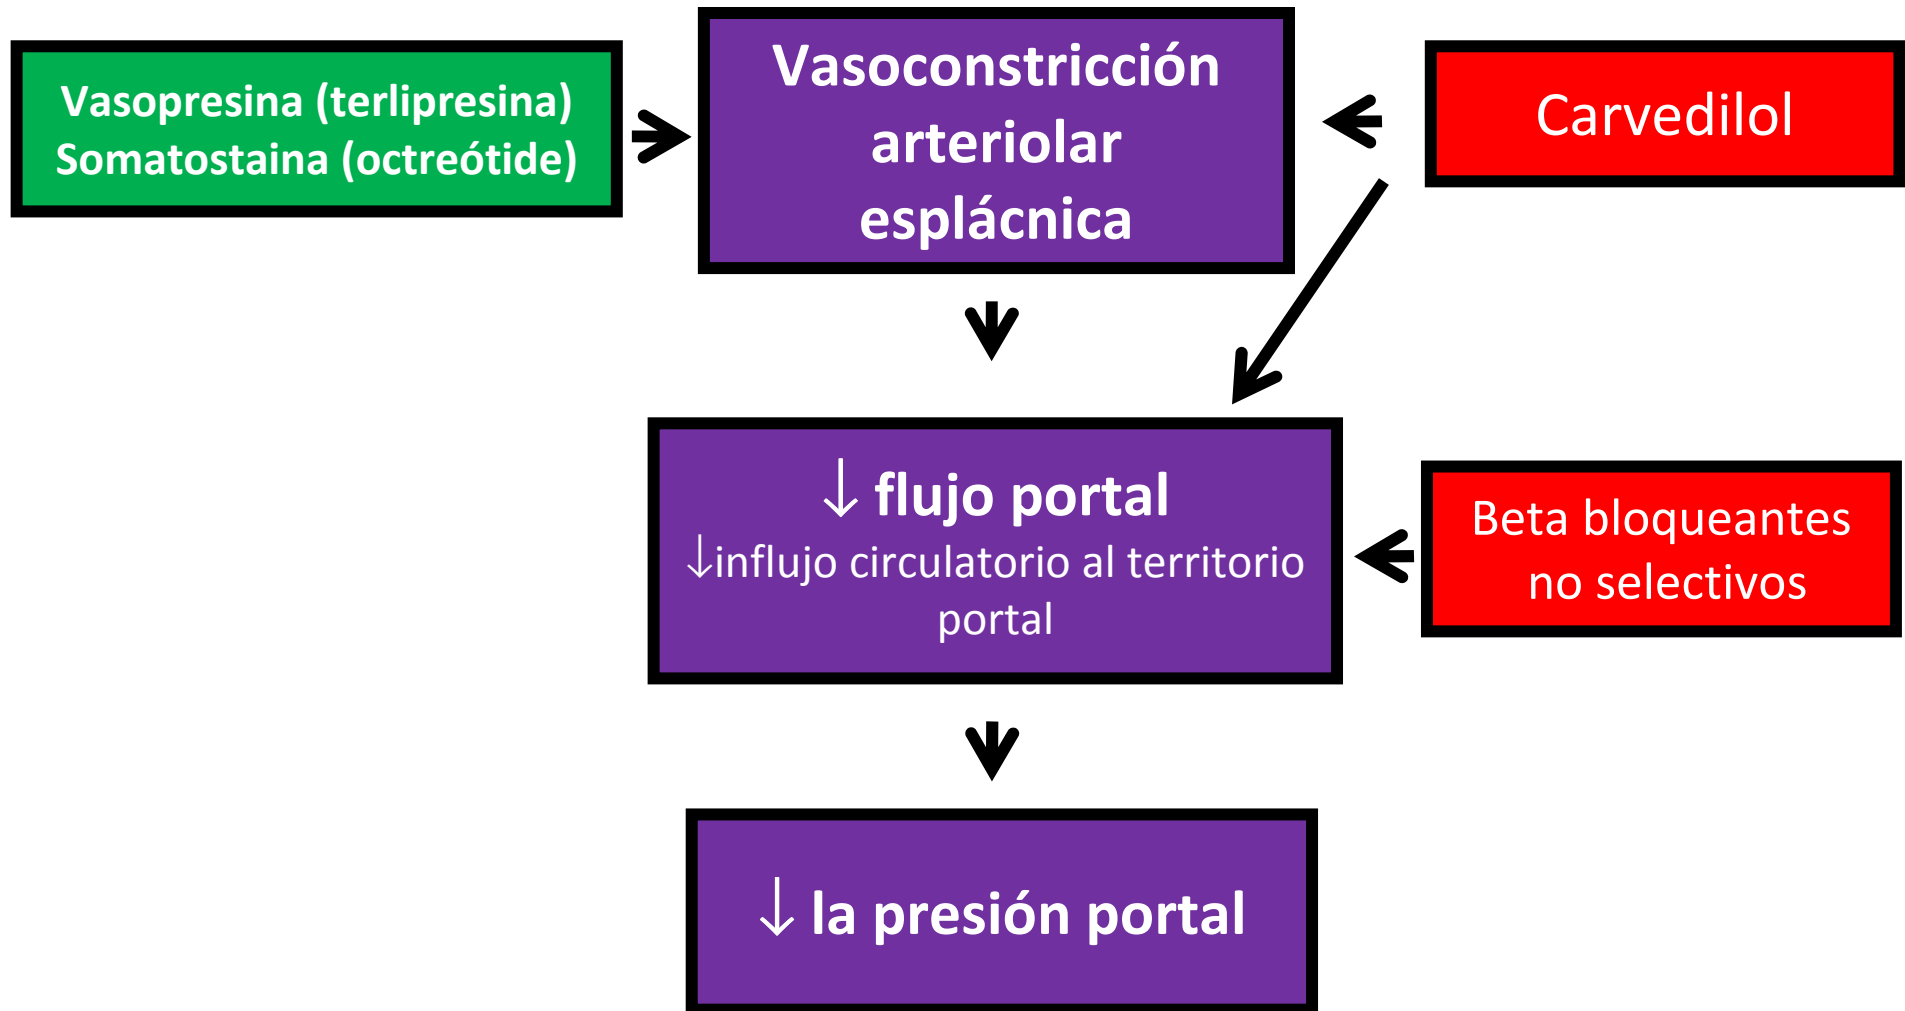 Vasopresina (terlipresina)
Somatostaina (octreótide)
Vasoconstricción
arteriolar
esplácnica
Carvedilol
↓ flujo portal
↓influjo circulatorio al territorio
portal
Beta bloqueantes
no selectivos
↓ la presión portal